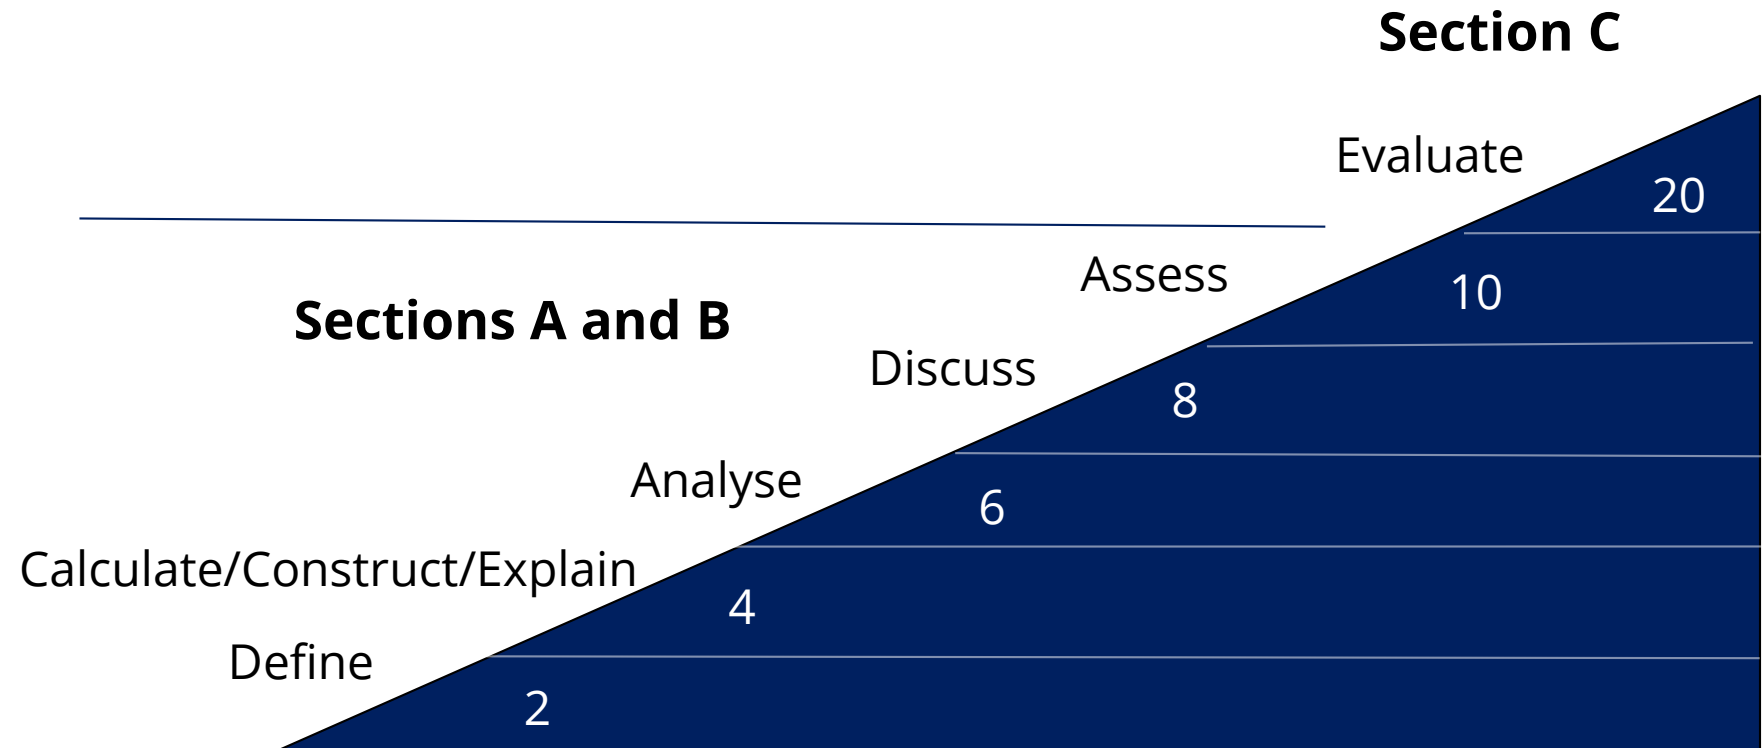 Section C
Evaluate
20
Assess
10
Sections A and B
Discuss
8
Analyse
6
Calculate/Construct/Explain
4
Define
2